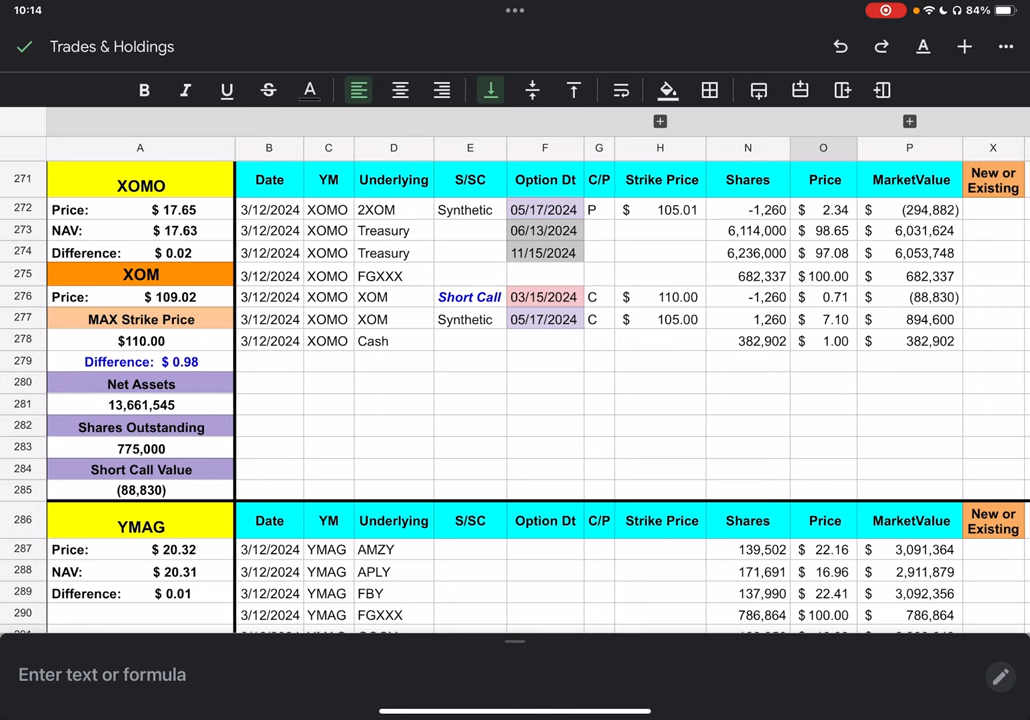 10:14
84%
Trades & Holdings
A
B I U S A
A B C D E F G H N O P X
271 XOMO Date YM Underlying S/SC Option Dt C/P Strike Price Shares Price MarketValue New or Existing
272 Price: $ 17.65 3/12/2024 XOMO 2XOM Synthetic 05/17/2024 P $ 105.01 -1,260 $ 2.34 $ (294,882)
273 NAV: $ 17.63 3/12/2024 XOMO Treasury 06/13/2024 6,114,000 $ 98.65 $ 6,031,624
274 Difference: $ 0.02 3/12/2024 XOMO Treasury 11/15/2024 6,236,000 $ 97.08 $ 6,053,748
275 XOM 3/12/2024 XOMO FGXXX 682,337 $100.00 $ 682,337
276 Price: $ 109.02 3/12/2024 XOMO XOM Short Call 03/15/2024 C $ 110.00 -1,260 $ 0.71 $ (88,830)
277 MAX Strike Price 3/12/2024 XOMO XOM Synthetic 05/17/2024 C $ 105.00 1,260 $ 7.10 $ 894,600
278 $110.00 3/12/2024 XOMO Cash 382,902 $ 1.00 $ 382,902
279 Difference: $ 0.98
280 Net Assets
281 13,661,545
282 Shares Outstanding
283 775,000
284 Short Call Value
285 (88,830)
286 YMAG Date YM Underlying S/SC Option Dt C/P Strike Price Shares Price MarketValue New or Existing
287 Price: $ 20.32 3/12/2024 YMAG AMZY 139,502 $ 22.16 $ 3,091,364
288 NAV: $ 20.31 3/12/2024 YMAG APLY 171,691 $ 16.96 $ 2,911,879
289 Difference: $ 0.01 3/12/2024 YMAG FBY 137,990 $ 22.41 $ 3,092,356
290 3/12/2024 YMAG FGXXX 786,864 $100.00 $ 786,864
Enter text or formula